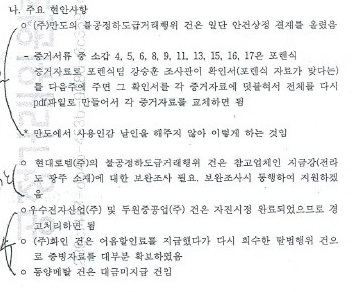 나. 주요 현안사항
○ (주)만도의 불공정하도급거래행위 건은 일단 안건상정 결제를 올렸음
- 증거서류 중 소갑 4, 5, 6, 8, 9, 11, 13, 15, 16, 17은 포렌식
증거자료로 포렌식팀 강승훈 조사관이 확인서(포렌식 자료가 맞다는)
를 다음주에 주면 그 확인서를 각 증거자료에 덧붙혀서 전체를 다시
pdf파일로 만들어서 각 증거자료를 교체하면 됨
* 만도에서 사용인감 날인을 해주지 않아 이렇게 하는 것임
○ 현대로템(주)의 불공정하도급거래행위 건은 참고업체인 지금강(전라
도 광주 소재)에 대한 보완조사 필요. 보완조사시 동행하여 지원하겠
음
○ 우수전자산업(주) 및 두원중공업(주) 건은 자진시정 완료되었으므로 경
고처리하면 됨
○ (주)화인 건은 어음할인료를 지급했다가 다시 회수한 탈법행위 건으
로 증빙자료를 대부분 확보하였음
○ 동양메탈 건은 대금미지급 건임